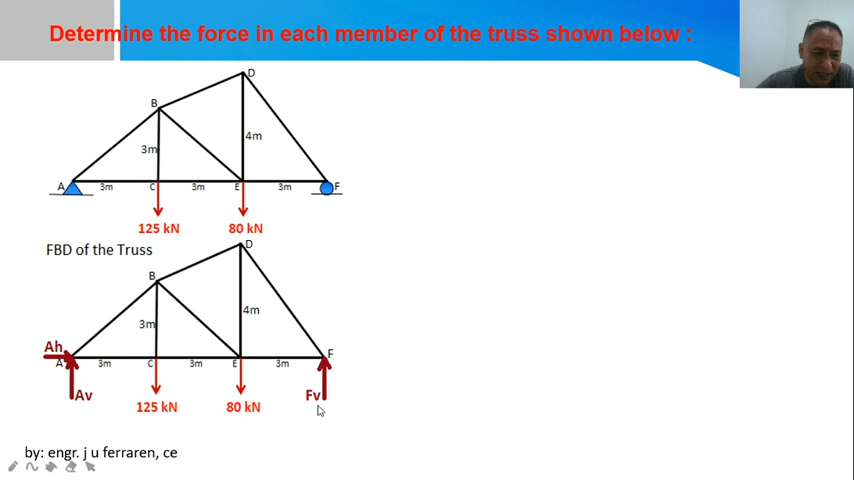 Determine the force in each member of the truss shown below :
D
B
4m
3m
A
3m
C
3m
E
3m
F
125 kN
80 kN
FBD of the Truss
D
B
4m
3m
Ah
F
A
3m
C
3m
E
3m
Av
Fv
125 kN
80 kN
by: engr. j u ferraren, ce